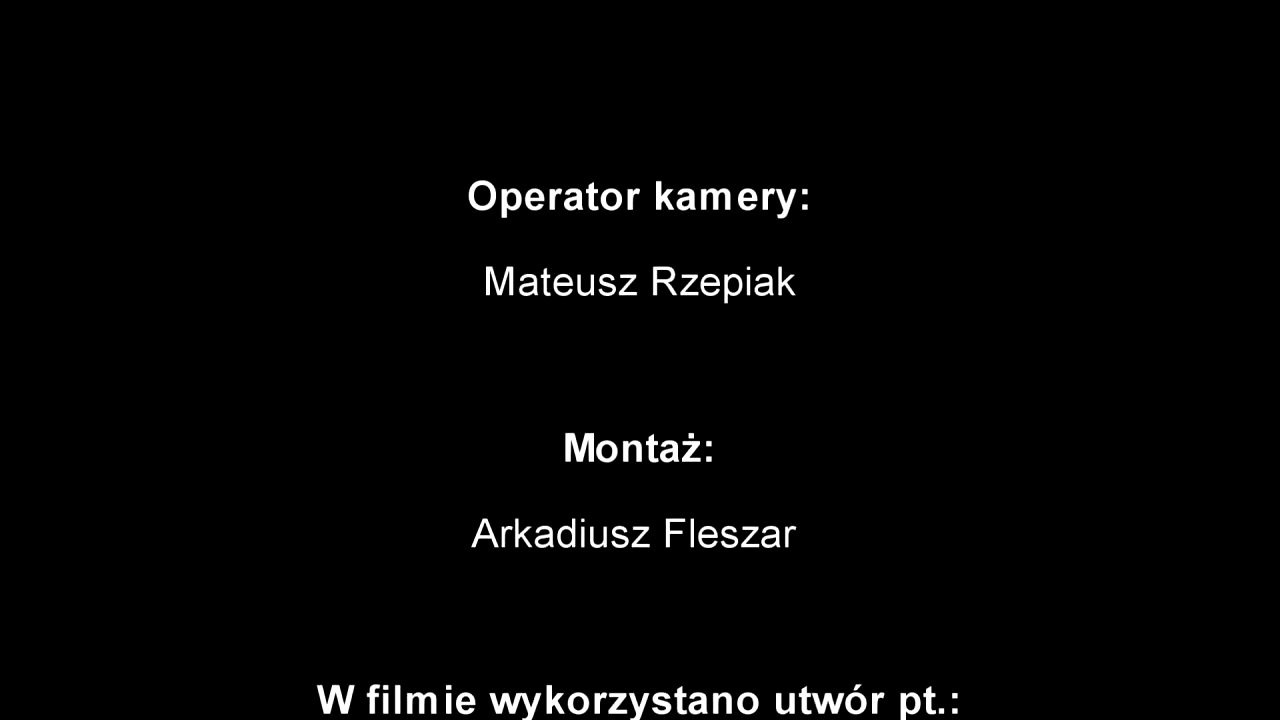 Operator kamery:
Mateusz Rzepiak
Montaż:
Arkadiusz Fleszar
W filmie wykorzystano utwór pt.: